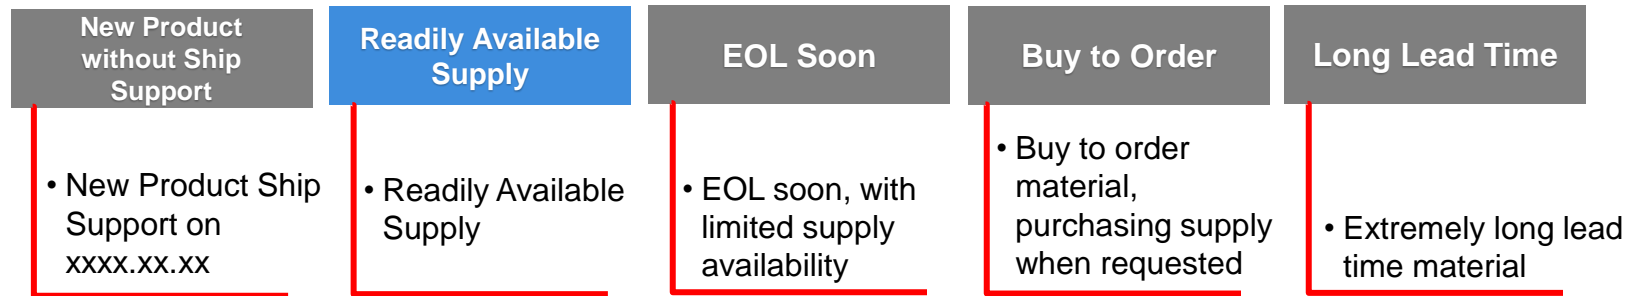 New Product
without Ship
Support
• New Product Ship
Support on
xxxx.xx.xx
Readily Available
Supply
• Readily Available
Supply
EOL Soon
• EOL soon, with
limited supply
availability
Buy to Order
• Buy to order
material,
purchasing supply
when requested
Long Lead Time
• Extremely long lead
time material